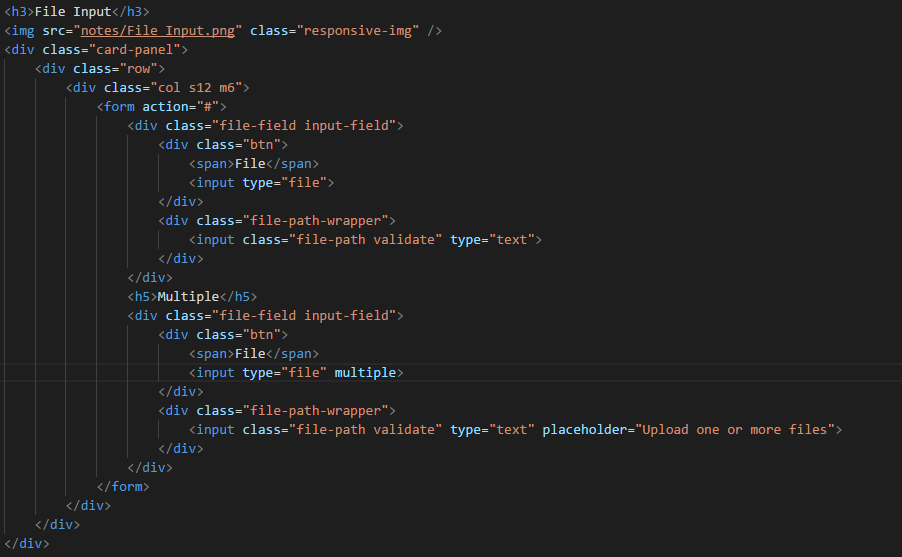 <h3>File Input</h3>
<img src="notes/File Input.png" class="responsive-img" />
<div class="card-panel">
    <div class="row">
        <div class="col s12 m6">
            <form action="#">
                <div class="file-field input-field">
                    <div class="btn">
                        <span>File</span>
                        <input type="file">
                    </div>
                    <div class="file-path-wrapper">
                        <input class="file-path validate" type="text">
                    </div>
                </div>
                <h5>Multiple</h5>
                <div class="file-field input-field">
                    <div class="btn">
                        <span>File</span>
                        <input type="file" multiple>
                    </div>
                    <div class="file-path-wrapper">
                        <input class="file-path validate" type="text" placeholder="Upload one or more files">
                    </div>
                </div>
            </form>
        </div>
    </div>
</div>